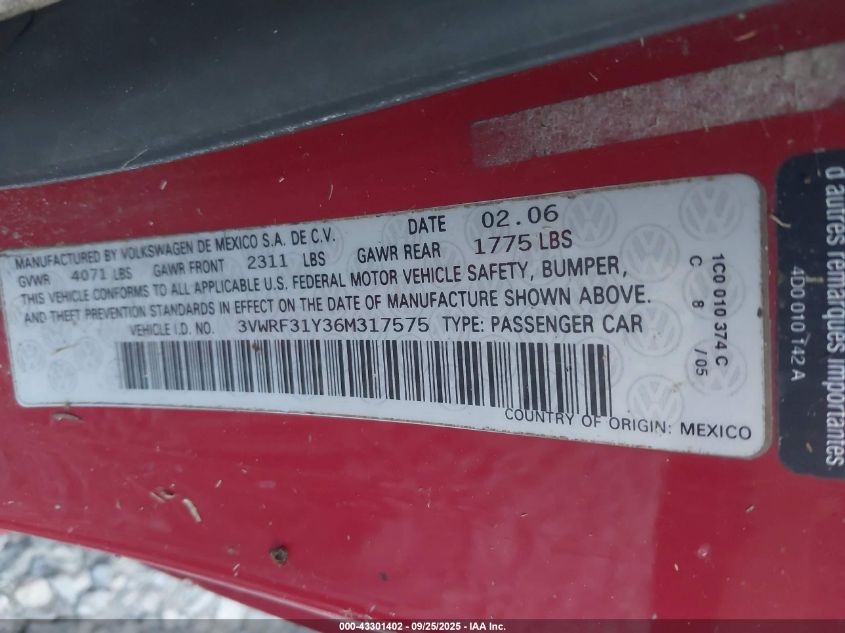 MANUFACTURED BY VOLKSWAGEN DE MEXICO S.A. DE C.V. DATE 02.06
GVWR 4071 LBS GAWR FRONT 2311 LBS GAWR REAR 1775 LBS
THIS VEHICLE CONFORMS TO ALL APPLICABLE U.S. FEDERAL MOTOR VEHICLE SAFETY, BUMPER,
AND THEFT PREVENTION STANDARDS IN EFFECT ON THE DATE OF MANUFACTURE SHOWN ABOVE.
VEHICLE I.D. NO. 3VWRF31Y36M317575 TYPE: PASSENGER CAR
COUNTRY OF ORIGIN: MEXICO
1C0 010 374 C
C 8 /05
4D0 010 142 A
d'autres remarques importantes.
000-43301402 - 09/25/2025 - IAA Inc.